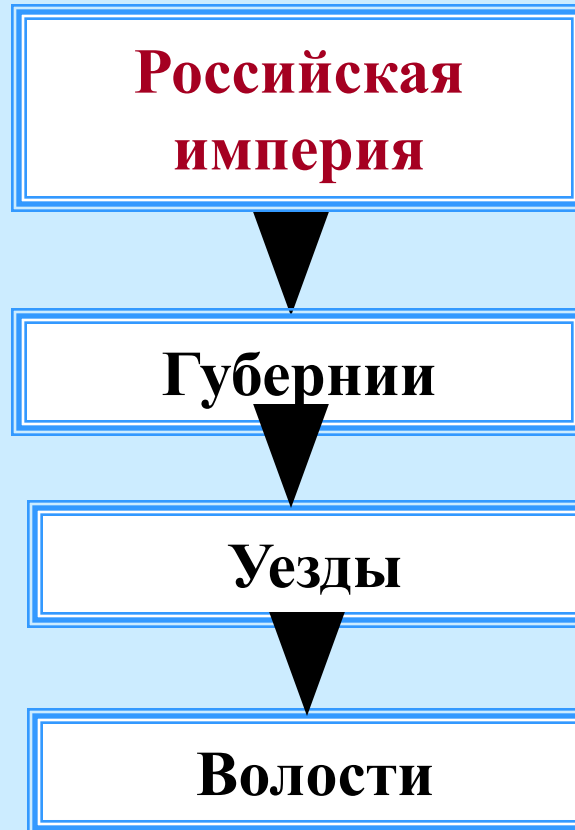 Российская
империя
Губернии
Уезды
Волости